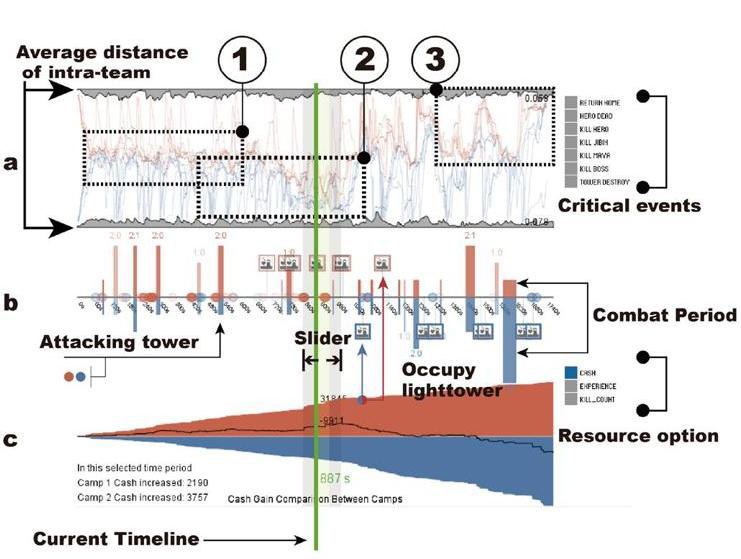 Average distance
of intra-team
1
2
3
0.059
RETURN HOME
HERO DEAD
KILL HERO
KILL JIBIN
KILL MAVA
KILL BOSS
TOWER DESTROY
a
0.078
Critical events
2:0
2:1
2:0
2:0
1:0
1:0
2:1
1:0
b
Combat Period
Attacking tower
Slider
1:0
2:0
Occupy
lighttower
CASH
EXPERIENCE
KILL_COUNT
31845
-9911
Resource option
c
In this selected time period
Camp 1 Cash increased: 2190
Camp 2 Cash increased: 3757
887 s
Cash Gain Comparison Between Camps
Current Timeline